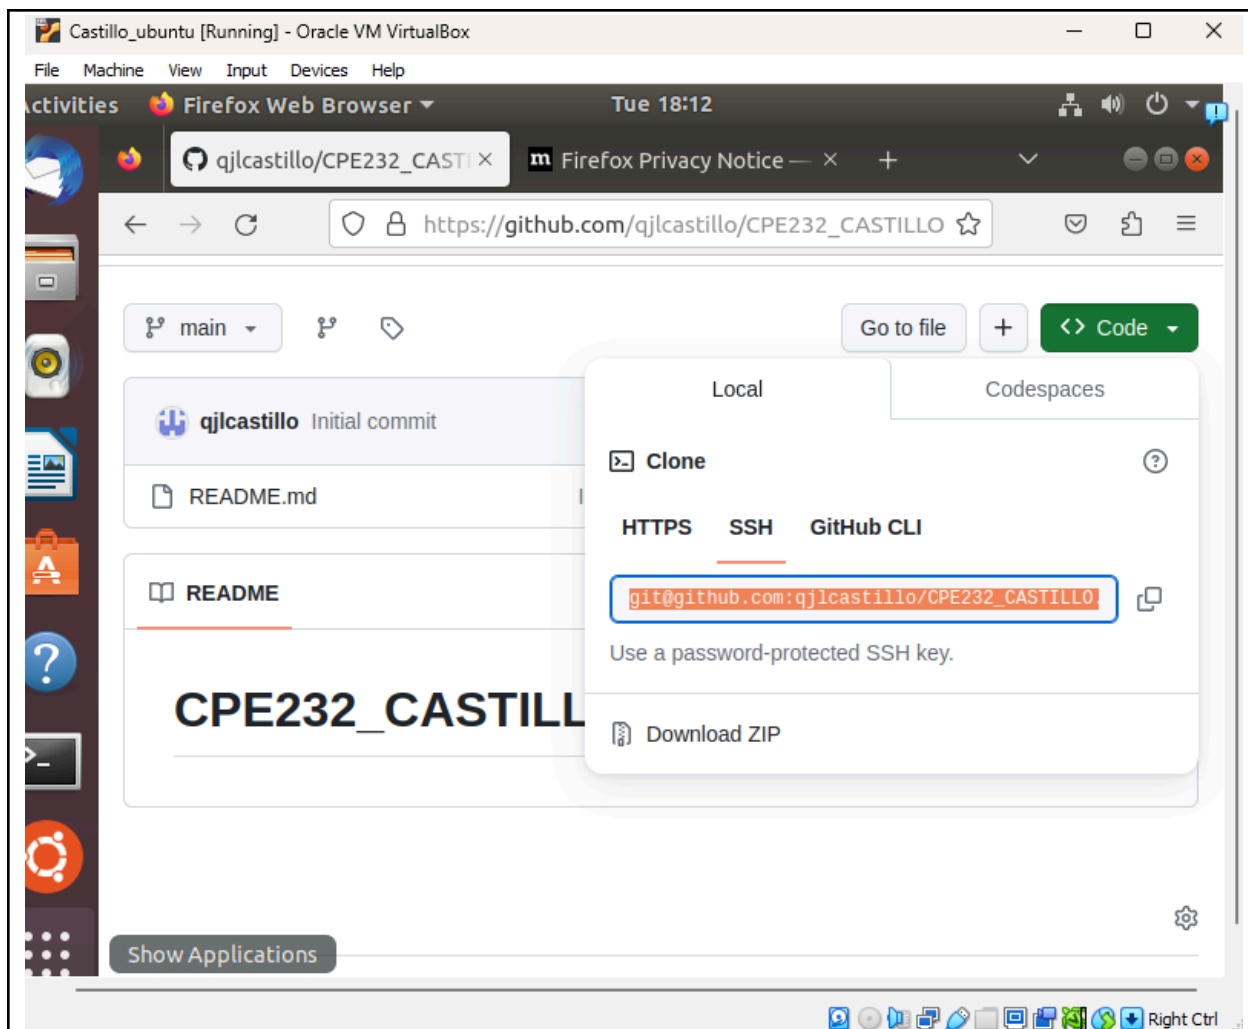 Castillo_ubuntu [Running] - Oracle VM VirtualBox
File Machine View Input Devices Help
Activities Firefox Web Browser Tue 18:12
qjlcastillo/CPE232_CASTI Firefox Privacy Notice —
https://github.com/qjlcastillo/CPE232_CASTILLO
main Go to file Code
Local Codespaces
qjlcastillo Initial commit
Clone
README.md
HTTPS SSH GitHub CLI
README
git@github.com:qjlcastillo/CPE232_CASTILLO.
Use a password-protected SSH key.
CPE232_CASTILL
Download ZIP
Show Applications
Right Ctrl